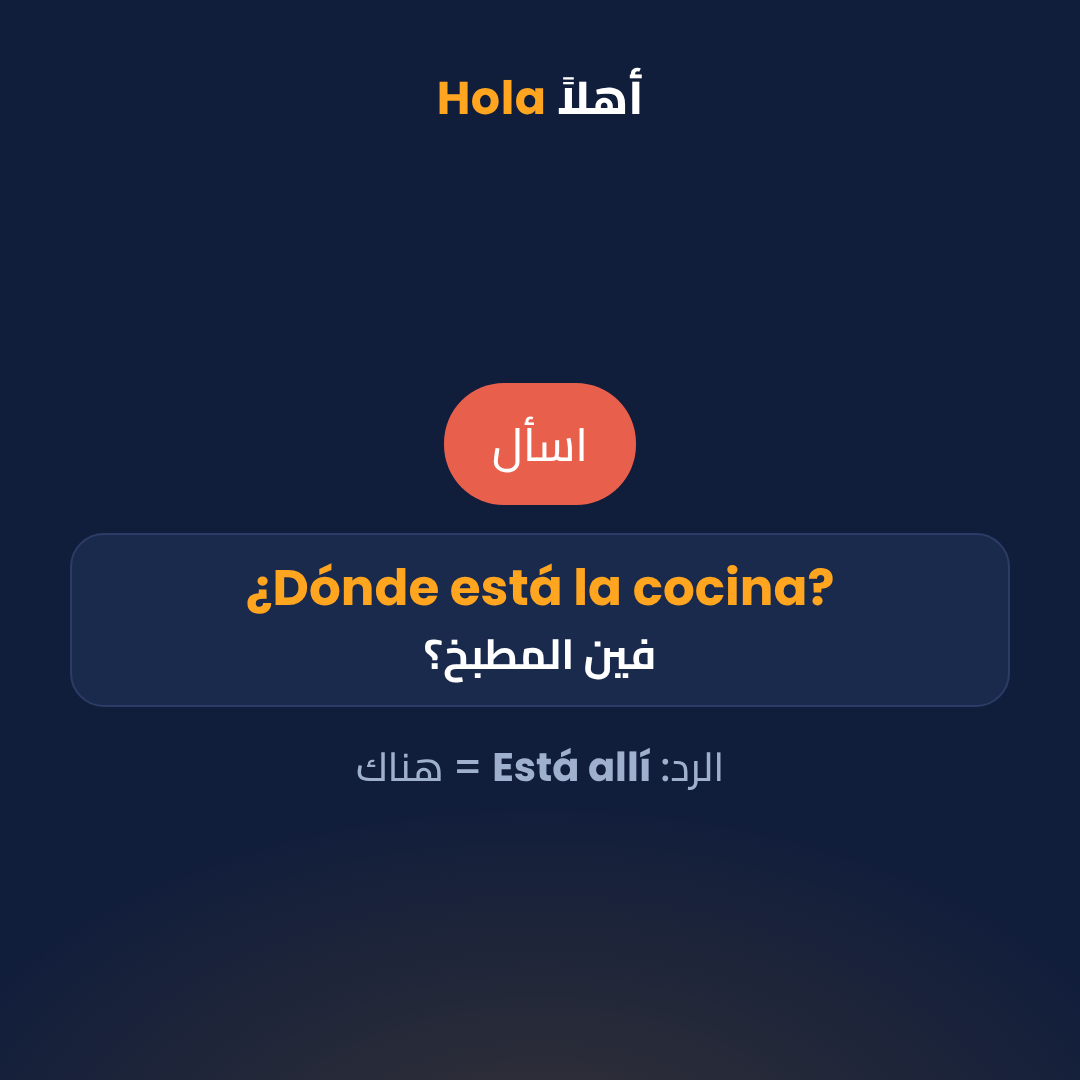 أهلاً Hola
اسأل
¿Dónde está la cocina?
فين المطبخ؟
الرد: Está allí = هناك